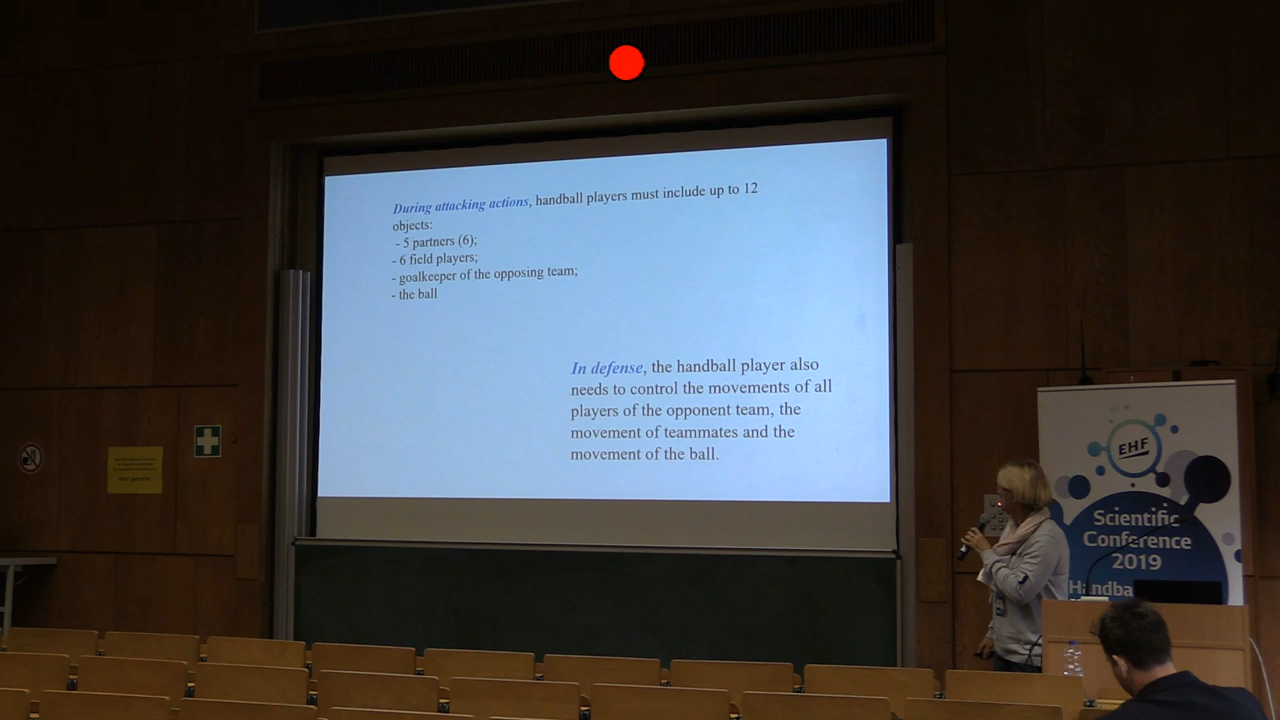 During attacking actions, handball players must include up to 12
objects:
- 5 partners (6);
- 6 field players;
- goalkeeper of the opposing team;
- the ball
In defense, the handball player also
needs to control the movements of all
players of the opponent team, the
movement of teammates and the
movement of the ball.
EHF
Scientific
Conference
2019
Handba